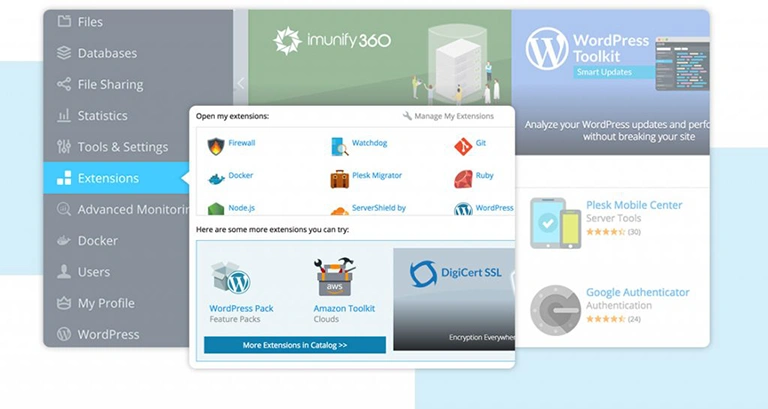 Files
Databases
File Sharing
Statistics
Tools & Settings
Extensions
Advanced Monitorin
Docker
Users
My Profile
WordPress
imunify360
WordPress
Toolkit
Smart Updates
Analyze your WordPress updates and perfo
without breaking your site
Open my extensions:
Manage My Extensions
Firewall
Watchdog
Git
Docker
Plesk Migrator
Ruby
Node.js
ServerShield by
WordPress
Here are some more extensions you can try:
WordPress Pack
Feature Packs
aws
Amazon Toolkit
Clouds
DigiCert SSL
Encryption Everywhe
More Extensions in Catalog >>
Plesk Mobile Center
Server Tools
(30)
Google Authenticator
Authentication
(24)